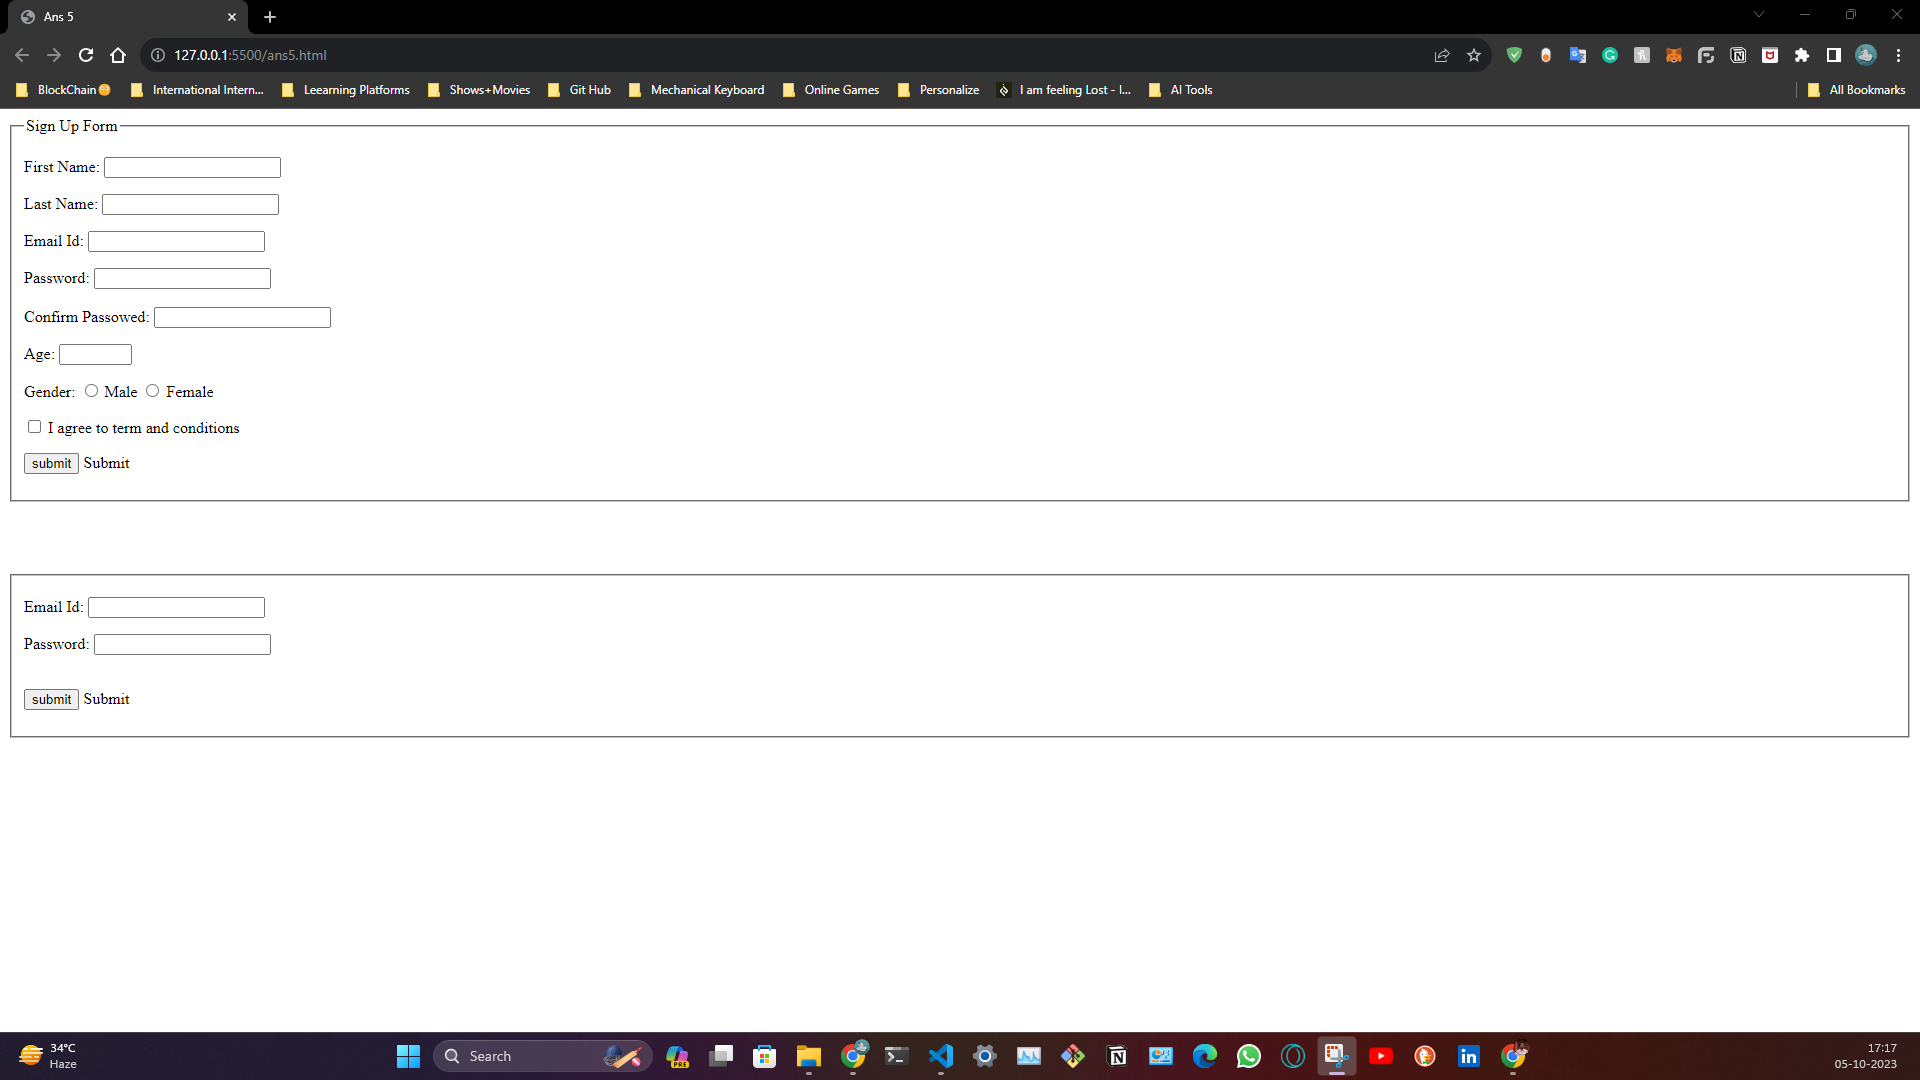 Ans 5
127.0.0.1:5500/ans5.html
BlockChain International Intern... Leearning Platforms Shows+Movies Git Hub Mechanical Keyboard Online Games Personalize I am feeling Lost - I... AI Tools All Bookmarks
Sign Up Form
First Name:
Last Name:
Email Id:
Password:
Confirm Passowed:
Age:
Gender: Male Female
I agree to term and conditions
submit Submit
Email Id:
Password:
submit Submit
34°C
Haze
Search
PRE
17:17
05-10-2023